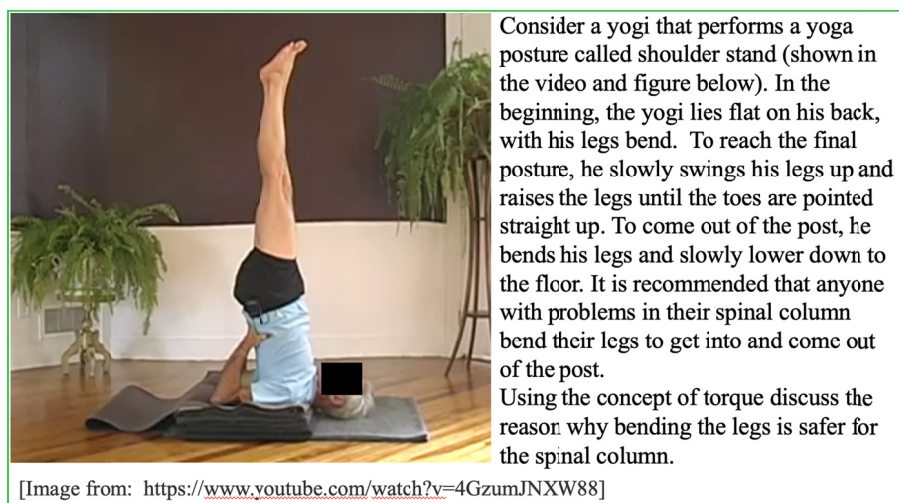 Consider a yogi that performs a yoga
posture called shoulder stand (shown in
the video and figure below). In the
beginning, the yogi lies flat on his back,
with his legs bend. To reach the final
posture, he slowly swings his legs up and
raises the legs until the toes are pointed
straight up. To come out of the post, he
bends his legs and slowly lower down to
the floor. It is recommended that anyone
with problems in their spinal column
bend their legs to get into and come out
of the post.
Using the concept of torque discuss the
reason why bending the legs is safer for
the spinal column.
[Image from: https://www.youtube.com/watch?v=4GzumJNXW88]